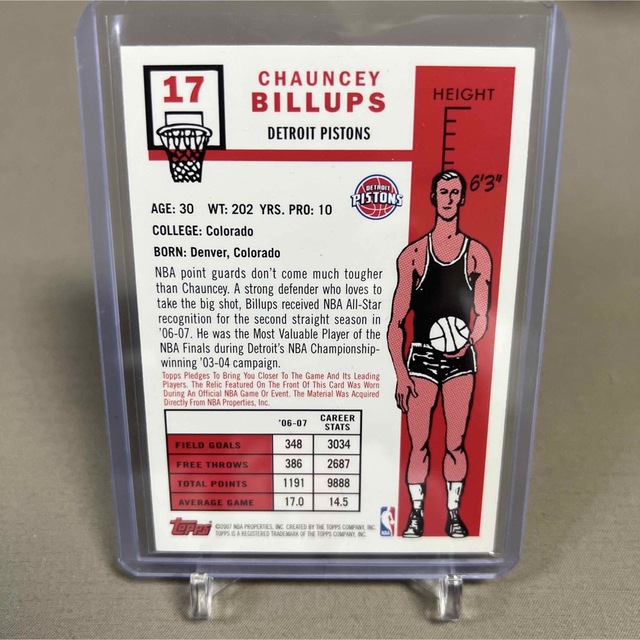 17
CHAUNCEY
BILLUPS
DETROIT PISTONS
HEIGHT
6'3"
DETROIT
PISTONS
AGE: 30 WT: 202 YRS. PRO: 10
COLLEGE: Colorado
BORN: Denver, Colorado
NBA point guards don't come much tougher
than Chauncey. A strong defender who loves to
take the big shot, Billups received NBA All-Star
recognition for the second straight season in
'06-07. He was the Most Valuable Player of the
NBA Finals during Detroit's NBA Championship-
winning '03-04 campaign.
Topps Pledges To Bring You Closer To The Game And Its Leading
Players. The Relic Featured On The Front Of This Card Was Worn
During An Official NBA Game Or Event. The Material Was Acquired
Directly From NBA Properties, Inc.
'06-07 CAREER STATS
FIELD GOALS 348 3034
FREE THROWS 386 2687
TOTAL POINTS 1191 9888
AVERAGE GAME 17.0 14.5
Topps
©2007 NBA PROPERTIES, INC. CREATED BY THE TOPPS COMPANY, INC.
TOPPS IS A REGISTERED TRADEMARK OF THE TOPPS COMPANY, INC.
NBA